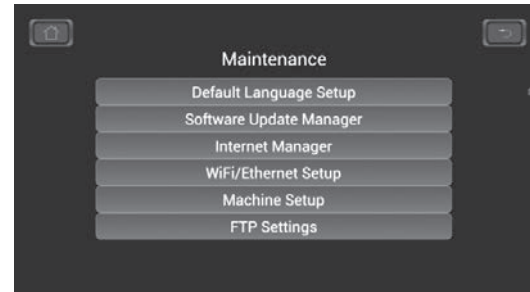 Maintenance
Default Language Setup
Software Update Manager
Internet Manager
WiFi/Ethernet Setup
Machine Setup
FTP Settings